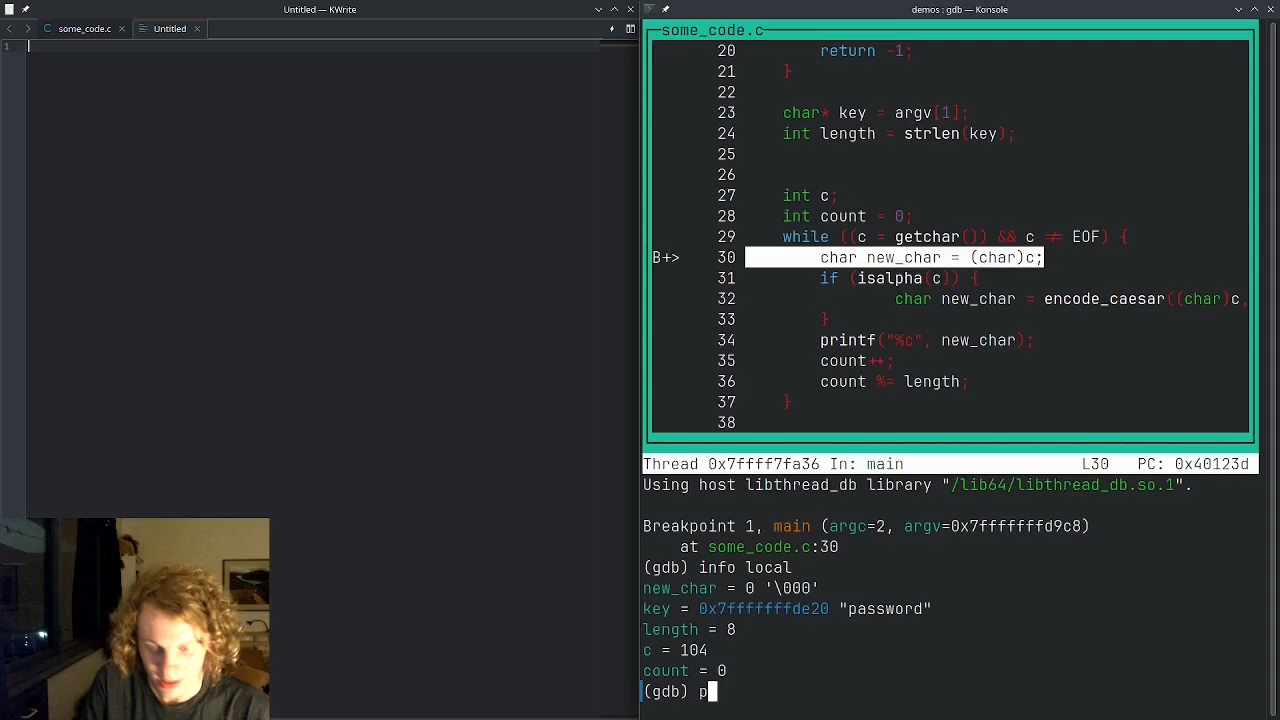 Untitled — KWrite
some_code.c
Untitled
1
demos : gdb — Konsole
some_code.c
20 return -1;
21 }
22
23 char* key = argv[1];
24 int length = strlen(key);
25
26
27 int c;
28 int count = 0;
29 while ((c = getchar()) && c ≠ EOF) {
B+> 30 char new_char = (char)c;
31 if (isalpha(c)) {
32 char new_char = encode_caesar((char)c,
33 }
34 printf("%c", new_char);
35 count++;
36 count %= length;
37 }
38
Thread 0x7ffff7fa36 In: main L30 PC: 0x40123d
Using host libthread_db library "/lib64/libthread_db.so.1".
Breakpoint 1, main (argc=2, argv=0x7fffffffd9c8)
at some_code.c:30
(gdb) info local
new_char = 0 '\000'
key = 0x7fffffffde20 "password"
length = 8
c = 104
count = 0
(gdb) p